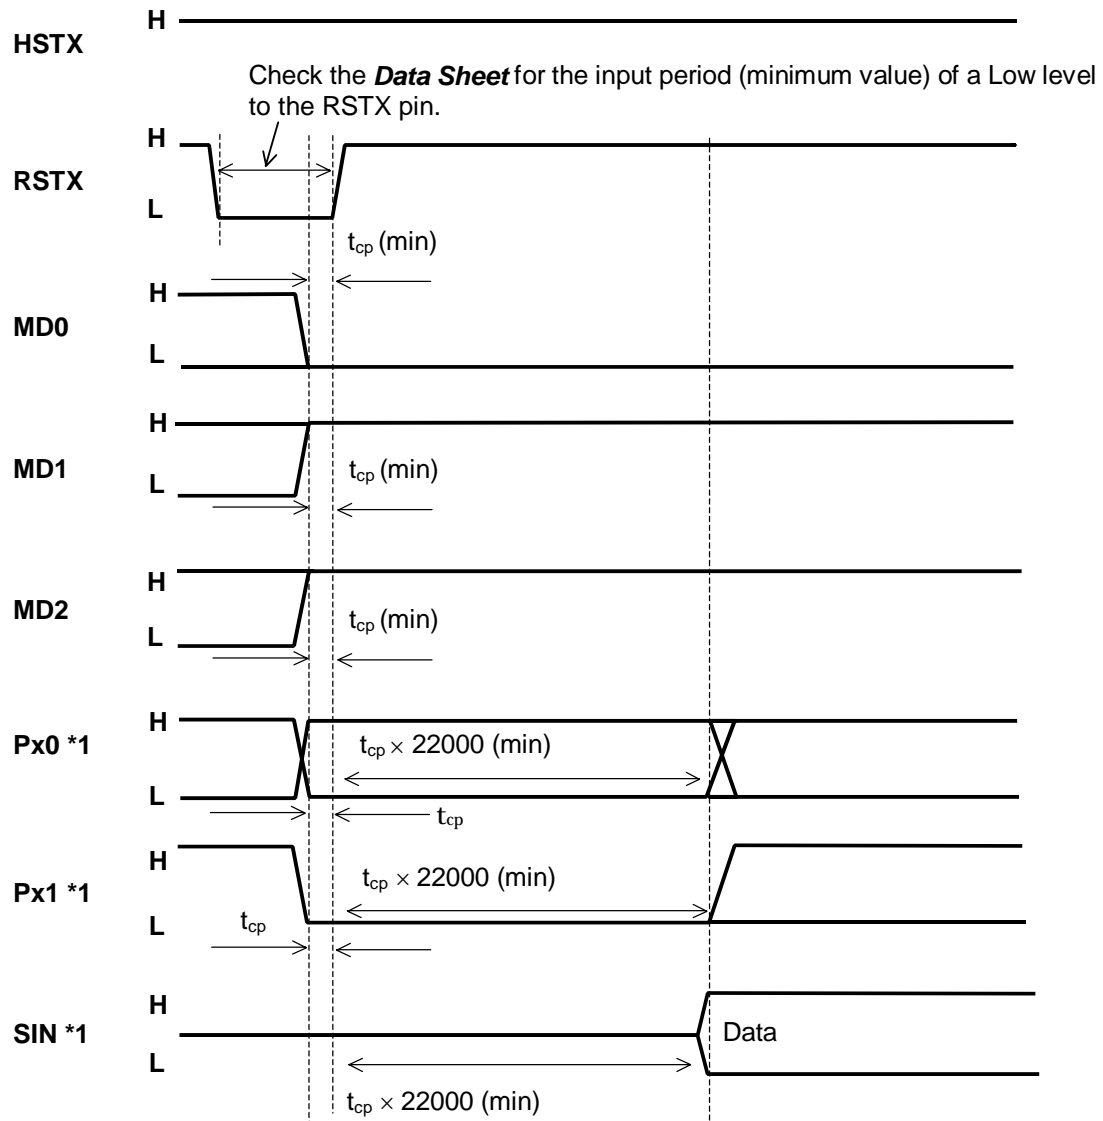 H
HSTX
Check the Data Sheet for the input period (minimum value) of a Low level
to the RSTX pin.
H
RSTX
L
tcp (min)
H
MD0
L
H
MD1
tcp (min)
L
H
MD2
tcp (min)
L
H
Px0 *1
tcp × 22000 (min)
L
tcp
H
Px1 *1
tcp × 22000 (min)
L
tcp
H
SIN *1
Data
L
tcp × 22000 (min)